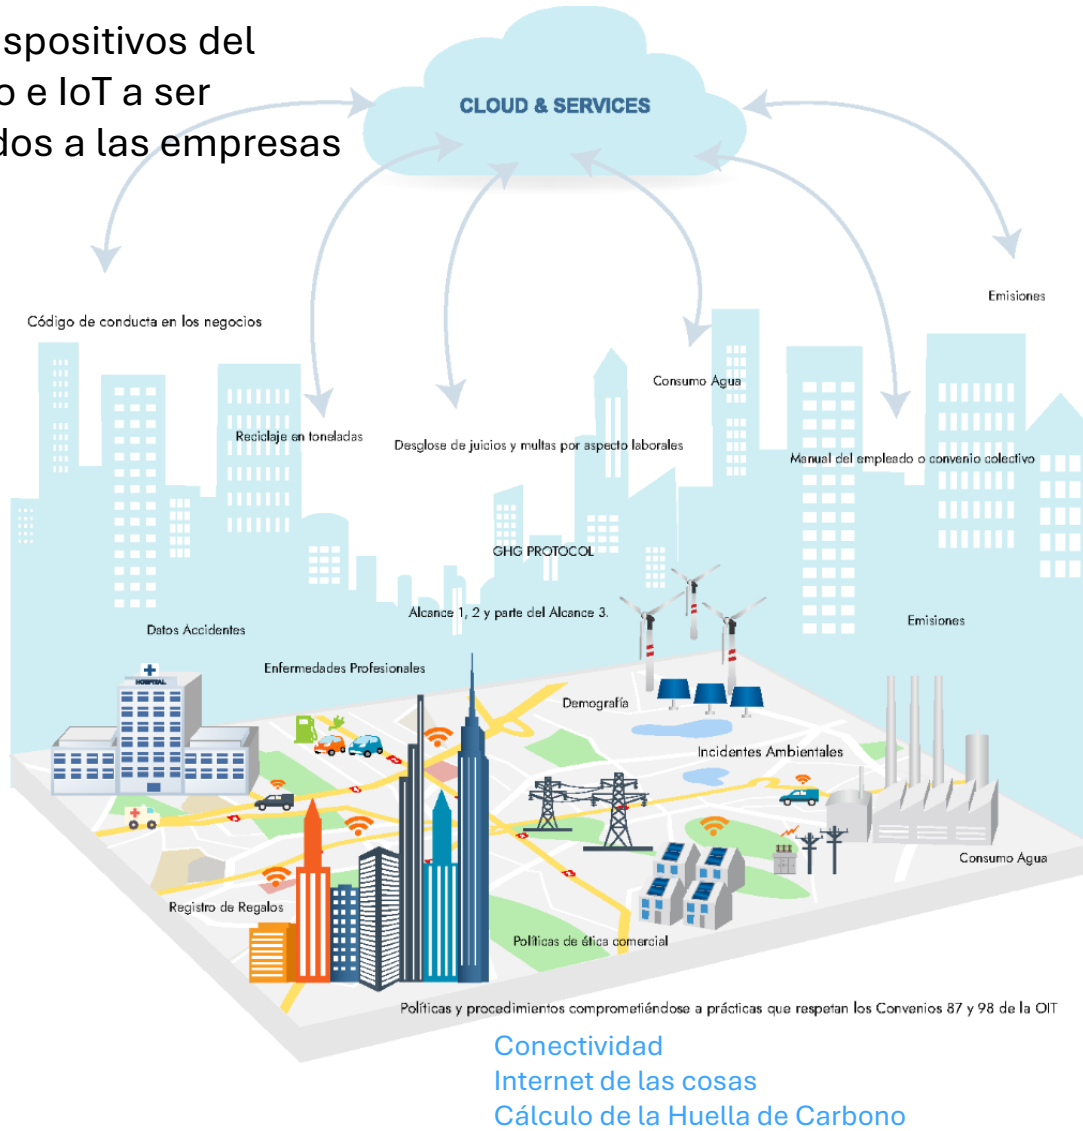 spositivos del
o e IoT a ser
dos a las empresas
CLOUD & SERVICES
Emisiones
Código de conducta en los negocios
Consumo Agua
Reciclaje en toneladas
Desglose de juicios y multas por aspecto laborales
Manual del empleado o convenio colectivo
GHG PROTOCOL
Alcance 1, 2 y parte del Alcance 3.
Emisiones
Datos Accidentes
Enfermedades Profesionales
HOSPITAL
Demografía
Incidentes Ambientales
Consumo Agua
Registro de Regalos
Políticas de ética comercial
Políticas y procedimientos comprometiéndose a prácticas que respetan los Convenios 87 y 98 de la OIT
Conectividad
Internet de las cosas
Cálculo de la Huella de Carbono